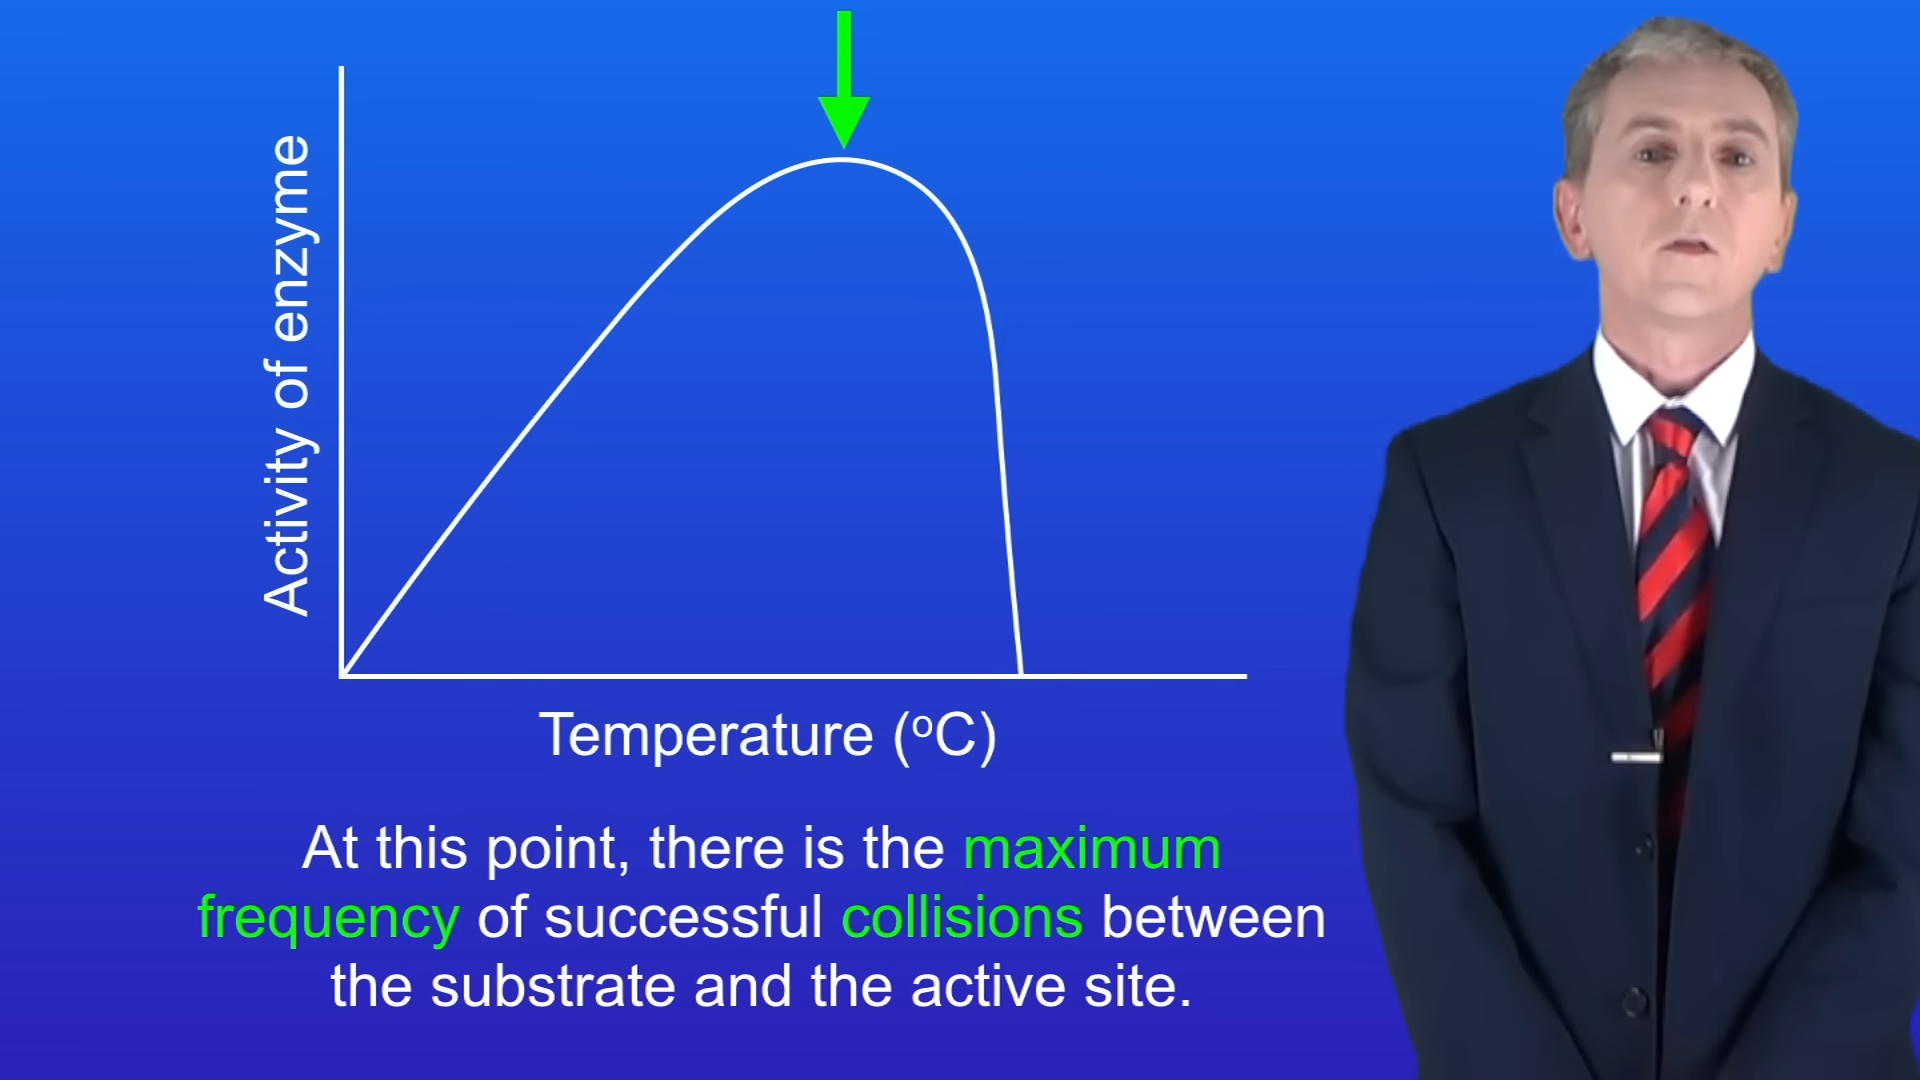 Activity of enzyme
Temperature (°C)
At this point, there is the maximum
frequency of successful collisions between
the substrate and the active site.